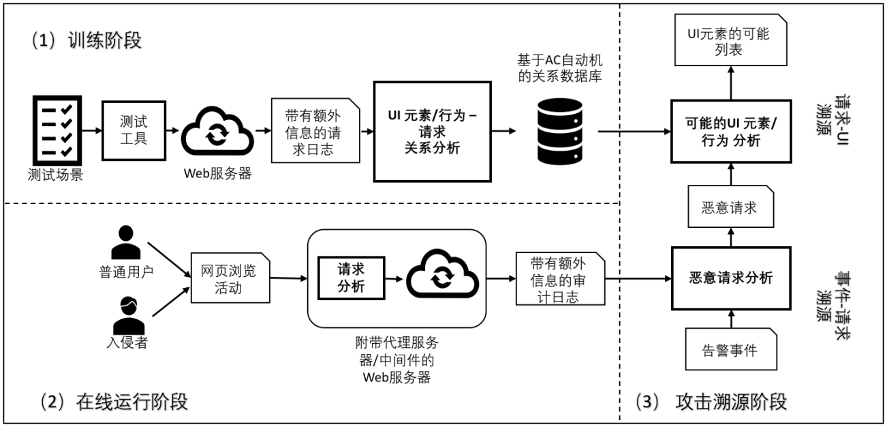 （1）训练阶段
测试场景
测试
工具
Web服务器
带有额外
信息的请
求日志
UI 元素/行为 –
请求
关系分析
基于AC自动机
的关系数据库
普通用户
入侵者
网页浏览
活动
请求
分析
附带代理服务
器/中间件的
Web服务器
带有额外
信息的审
计日志
（2）在线运行阶段
UI元素的可能
列表
可能的UI 元素/
行为 分析
恶意请求
恶意请求分析
告警事件
请求-UI
溯源
事件-请求
溯源
（3） 攻击溯源阶段